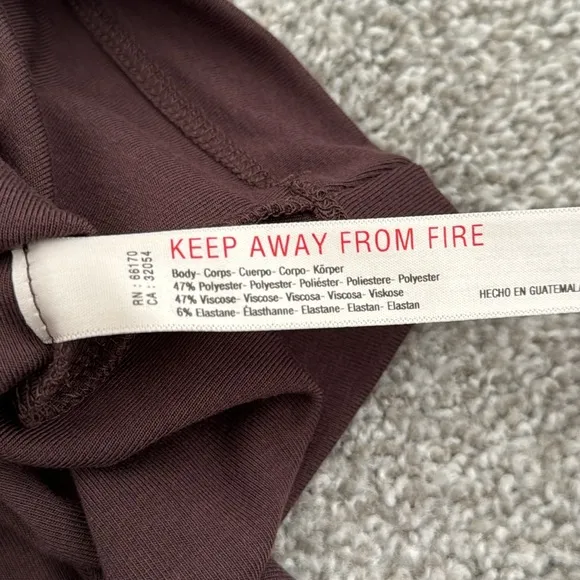 RN : 66170
CA : 32054
KEEP AWAY FROM FIRE
Body- Corps- Cuerpo- Corpo- Körper
47% Polyester- Polyester- Poliéster- Poliestere- Polyester
47% Viscose- Viscose- Viscosa- Viscosa- Viskose
6% Elastane- Élasthanne- Elastane- Elastan- Elastan
HECHO EN GUATEMALA